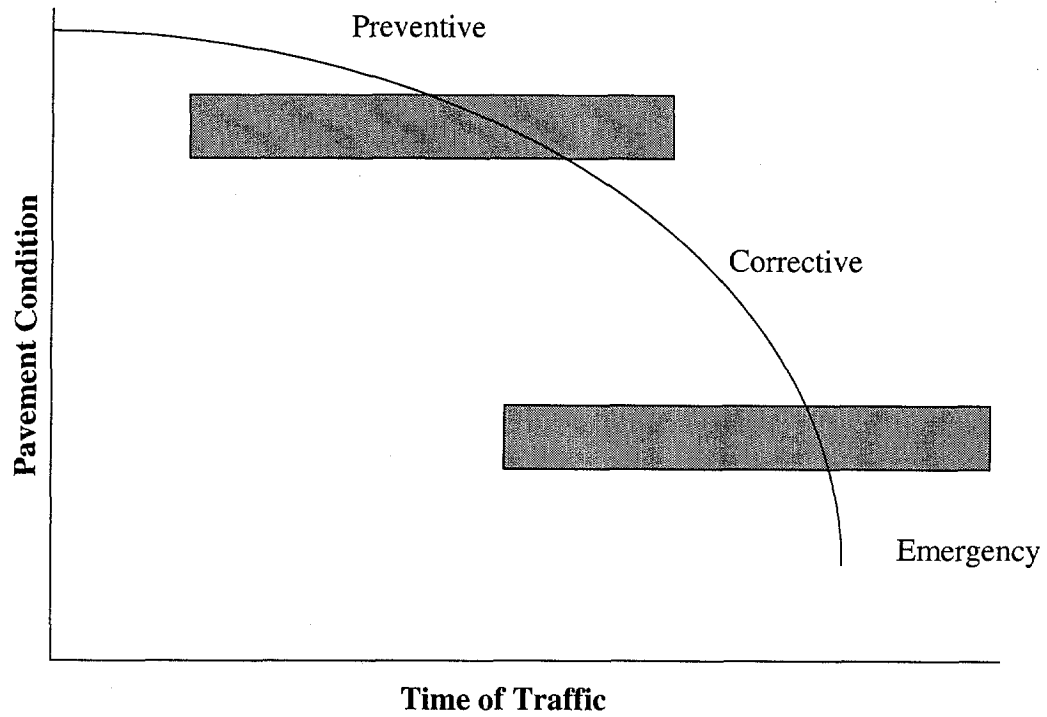 Preventive
Corrective
Emergency
Pavement Condition
Time of Traffic